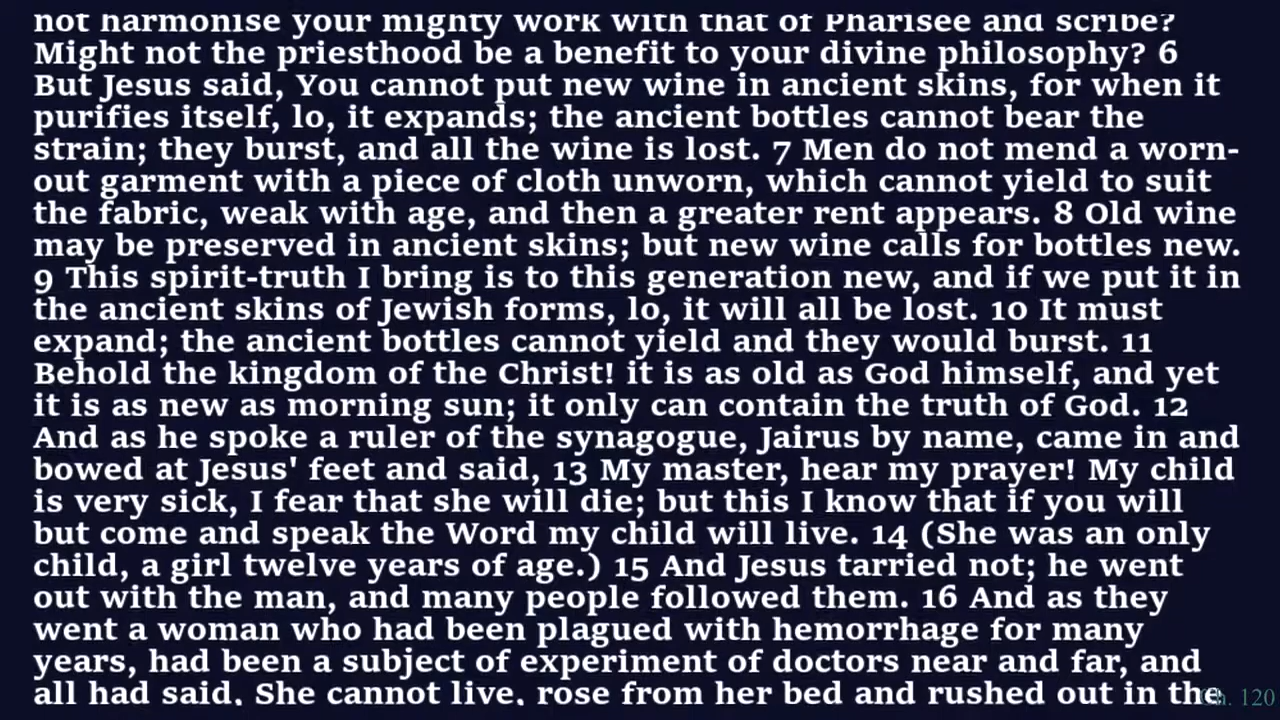 not harmonise your mighty work with that of Pharisee and scribe?
Might not the priesthood be a benefit to your divine philosophy? 6
But Jesus said, You cannot put new wine in ancient skins, for when it
purifies itself, lo, it expands; the ancient bottles cannot bear the
strain; they burst, and all the wine is lost. 7 Men do not mend a worn-
out garment with a piece of cloth unworn, which cannot yield to suit
the fabric, weak with age, and then a greater rent appears. 8 Old wine
may be preserved in ancient skins; but new wine calls for bottles new.
9 This spirit-truth I bring is to this generation new, and if we put it in
the ancient skins of Jewish forms, lo, it will all be lost. 10 It must
expand; the ancient bottles cannot yield and they would burst. 11
Behold the kingdom of the Christ! it is as old as God himself, and yet
it is as new as morning sun; it only can contain the truth of God. 12
And as he spoke a ruler of the synagogue, Jairus by name, came in and
bowed at Jesus' feet and said, 13 My master, hear my prayer! My child
is very sick, I fear that she will die; but this I know that if you will
but come and speak the Word my child will live. 14 (She was an only
child, a girl twelve years of age.) 15 And Jesus tarried not; he went
out with the man, and many people followed them. 16 And as they
went a woman who had been plagued with hemorrhage for many
years, had been a subject of experiment of doctors near and far, and
all had said, She cannot live, rose from her bed and rushed out in the
Ch. 120